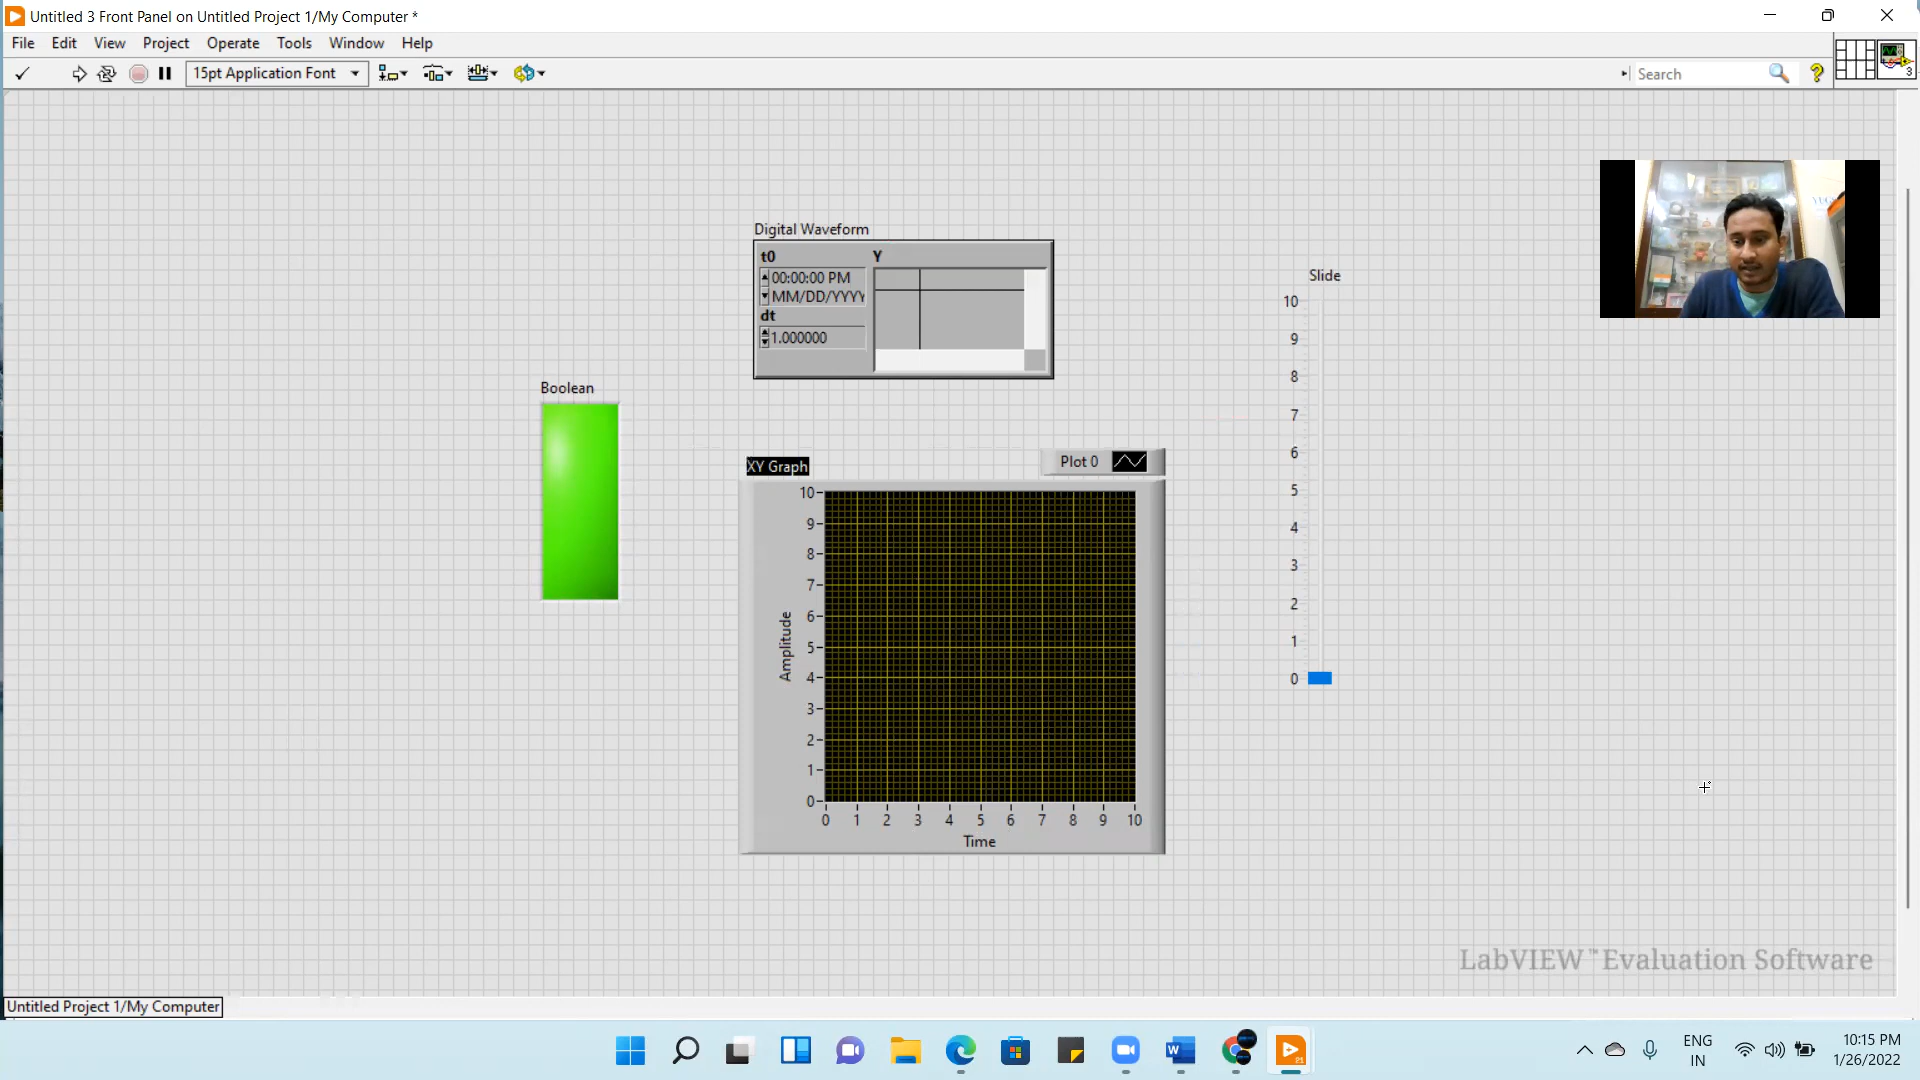 Untitled 3 Front Panel on Untitled Project 1/My Computer *
File Edit View Project Operate Tools Window Help
15pt Application Font
Search
?
3
Digital Waveform
t0
Y
00:00:00 PM
MM/DD/YYYY
dt
1.000000
Slide
10
9
8
7
6
5
4
3
2
1
0
Boolean
XY Graph
Plot 0
10
9
8
7
6
5
4
3
2
1
0
Amplitude
0 1 2 3 4 5 6 7 8 9 10
Time
LabVIEW™ Evaluation Software
Untitled Project 1/My Computer
W
ENG
IN
10:15 PM
1/26/2022